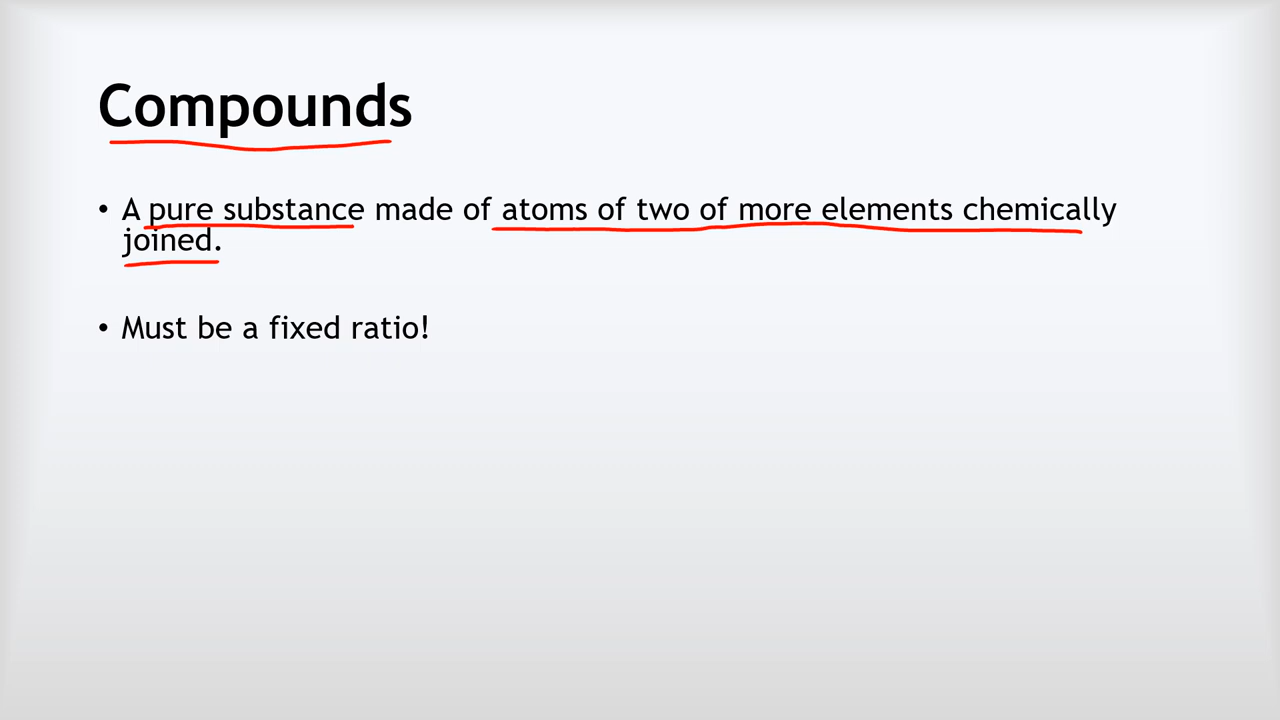 Compounds
• A pure substance made of atoms of two of more elements chemically
joined.
• Must be a fixed ratio!